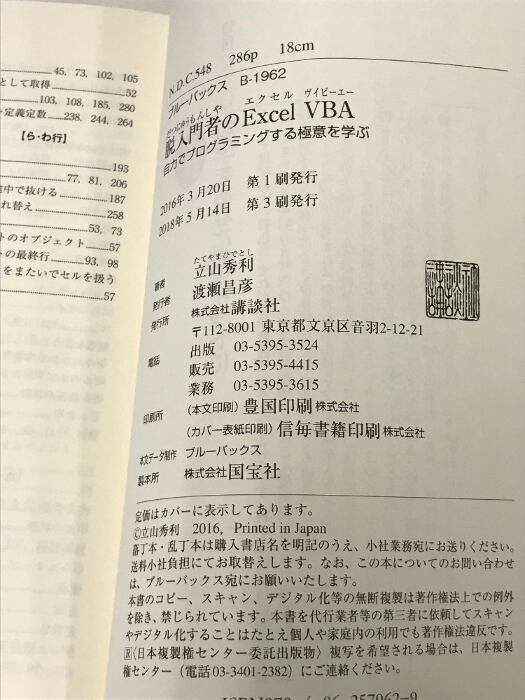 45, 73, 102, 105
として取得 52
103, 108, 185, 280
定義定数 238, 244, 264
【ら・わ行】
193
77, 81, 206
中で抜ける 187
れ替え 258
53, 73
トのオブジェクト 57
の最終行 93, 98
をまたいでセルを扱う
57
N.D.C.548 286p 18cm
ブルーバックス B-1962
だつにゅうもんしゃ エクセル ヴイビーエー
脱入門者のExcel VBA
自力でプログラミングする極意を学ぶ
2016年3月20日 第1刷発行
2018年5月14日 第3刷発行
たてやまひでとし
著者 立山秀利
発行者 渡瀬昌彦
発行所 株式会社講談社
〒112-8001 東京都文京区音羽2-12-21
電話 出版 03-5395-3524
販売 03-5395-4415
業務 03-5395-3615
印刷所 (本文印刷)豊国印刷株式会社
(カバー表紙印刷)信毎書籍印刷株式会社
本文データ制作 ブルーバックス
製本所 株式会社国宝社
定価はカバーに表示してあります。
©立山秀利 2016, Printed in Japan
落丁本・乱丁本は購入書店名を明記のうえ、小社業務宛にお送りください。
送料小社負担にてお取替えします。なお、この本についてのお問い合わせ
は、ブルーバックス宛にお願いいたします。
本書のコピー、スキャン、デジタル化等の無断複製は著作権法上での例外
を除き、禁じられています。本書を代行業者等の第三者に依頼してスキャン
やデジタル化することはたとえ個人や家庭内の利用でも著作権法違反です。
Ⓡ〈日本複製権センター委託出版物〉複写を希望される場合は、日本複製
権センター(電話03-3401-2382)にご連絡ください。